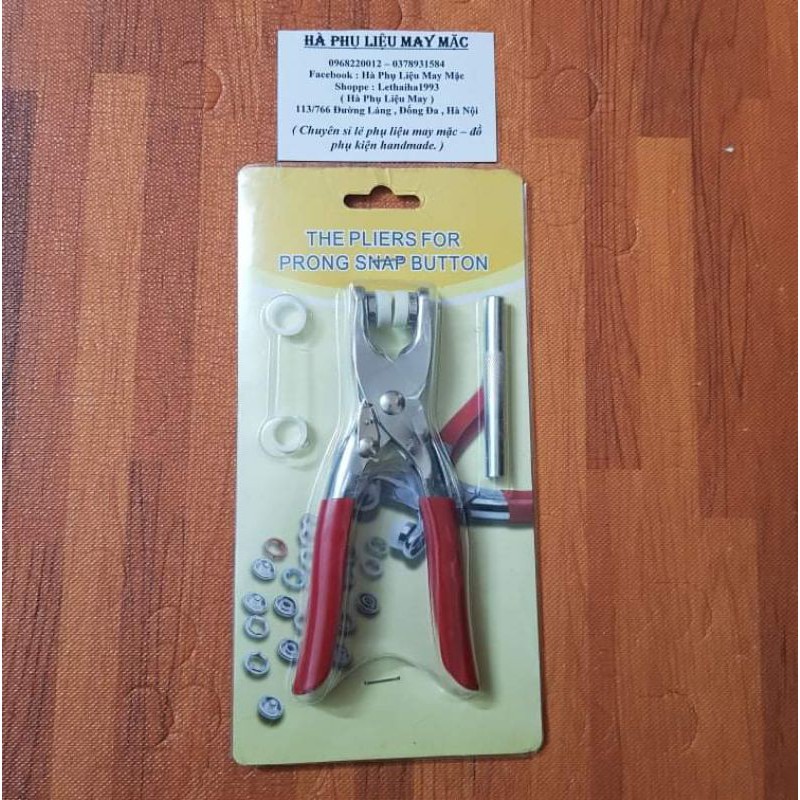 HÀ PHỤ LIỆU MAY MẶC
0968220012 – 0378931584
Facebook : Hà Phụ Liệu May Mặc
Shoppe : Lethaiha1993
( Hà Phụ Liệu May )
113/766 Đường Láng , Đống Đa , Hà Nội
( Chuyên sỉ lẻ phụ liệu may mặc – đồ
phụ kiện handmade. )
THE PLIERS FOR
PRONG SNAP BUTTON